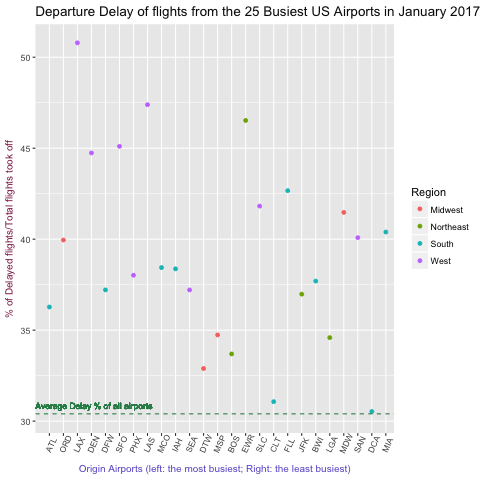 Departure Delay of flights from the 25 Busiest US Airports in January 2017
% of Delayed flights/Total flights took off
50
45
40
35
30
Average Delay % of all airports
ATL
ORD
LAX
DEN
DFW
SFO
PHX
LAS
MCO
IAH
SEA
DTW
MSP
BOS
EWR
SLC
CLT
FLL
JFK
BWI
LGA
MDW
SAN
DCA
MIA
Origin Airports (left: the most busiest; Right: the least busiest)
Region
Midwest
Northeast
South
West